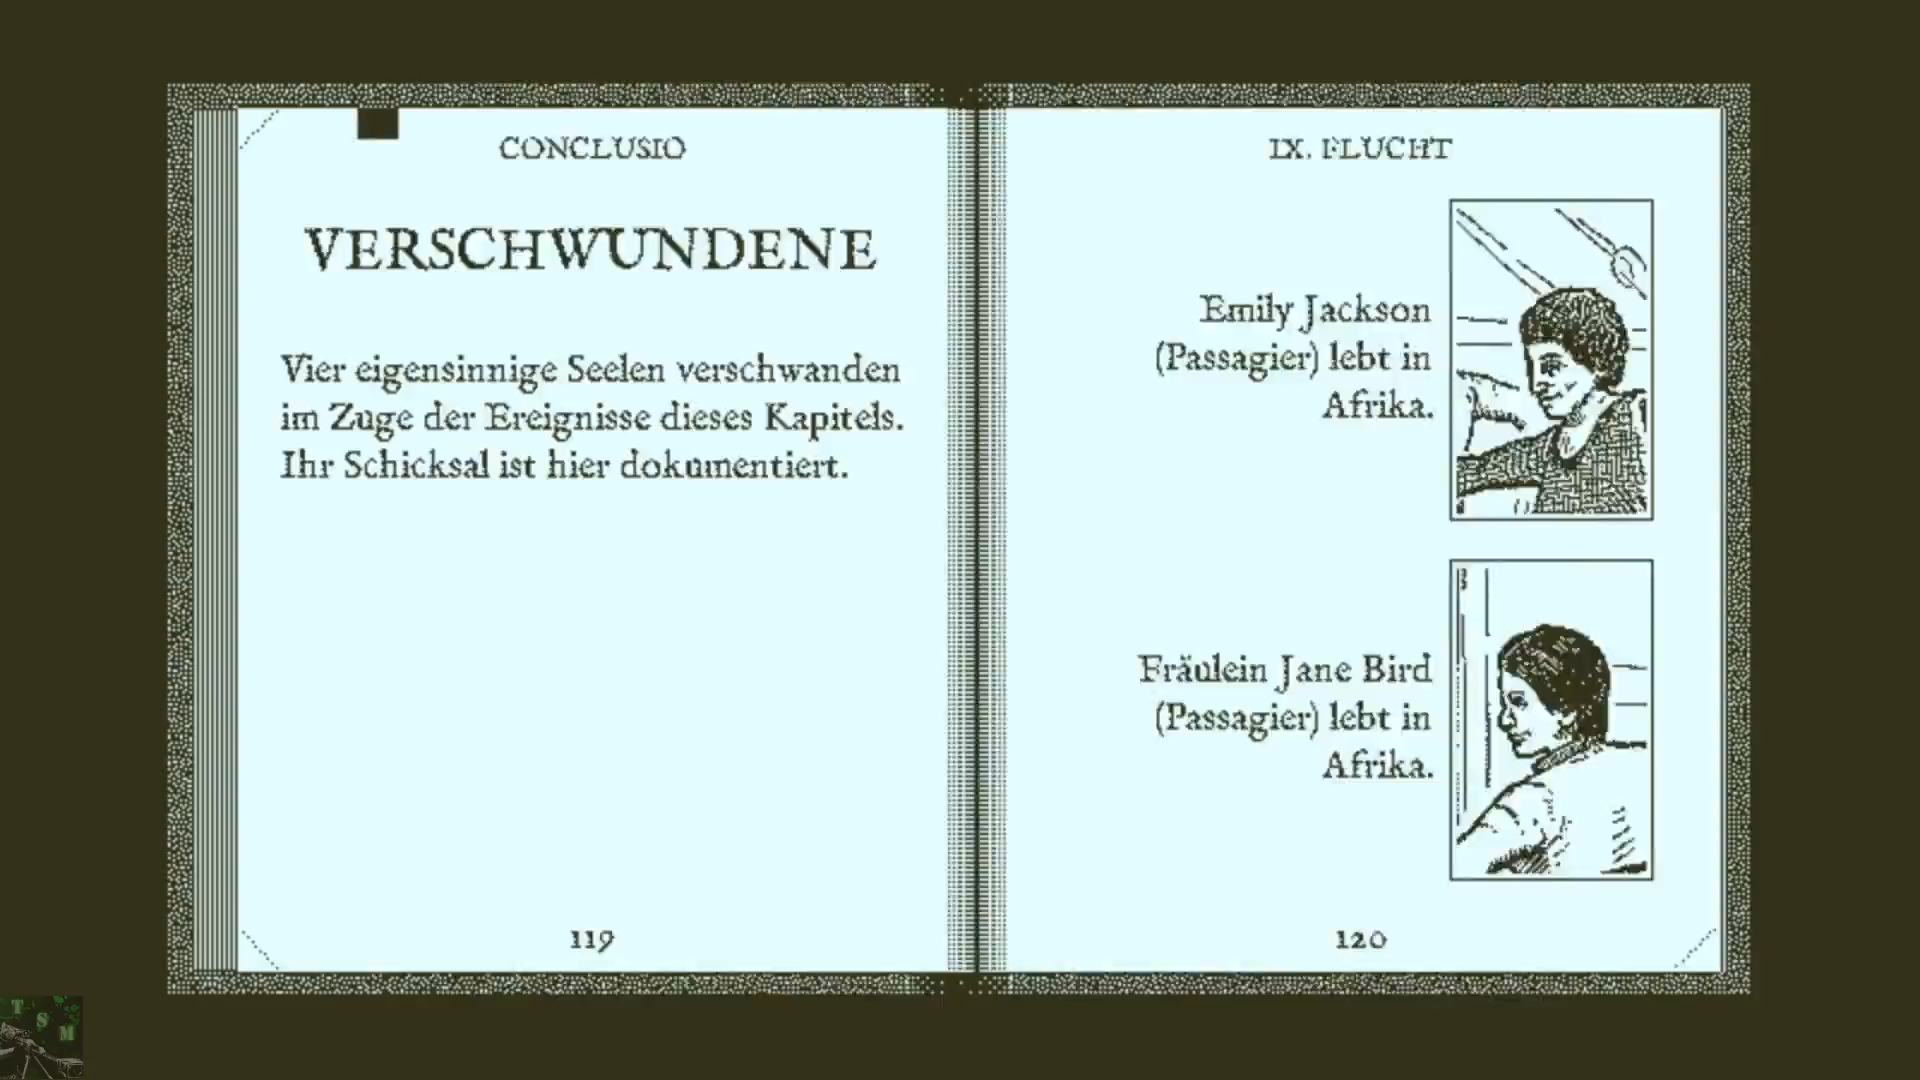 CONCLUSIO
VERSCHWUNDENE
Vier eigensinnige Seelen verschwanden
im Zuge der Ereignisse dieses Kapitels.
Ihr Schicksal ist hier dokumentiert.
119
IX. FLUCHT
Emily Jackson
(Passagier) lebt in
Afrika.
Fräulein Jane Bird
(Passagier) lebt in
Afrika.
120
T S M